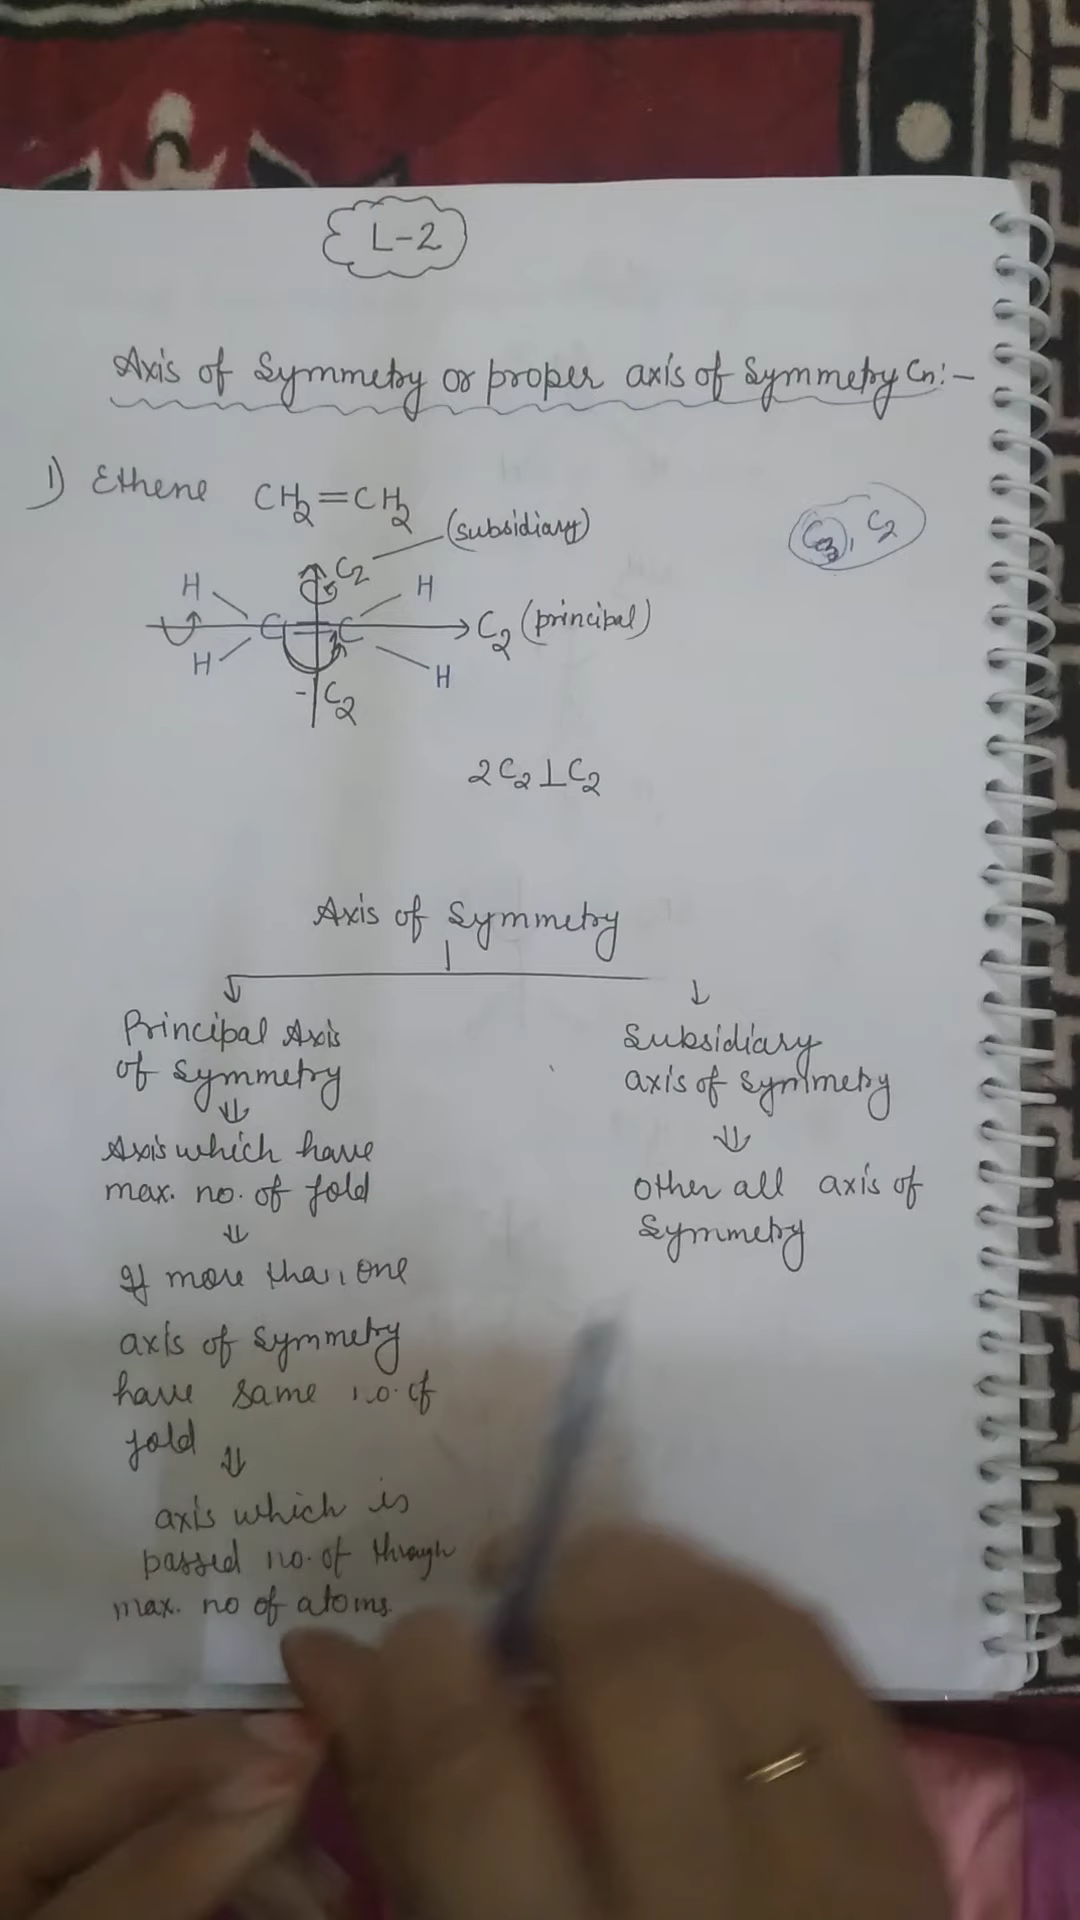 L-2
Axis of Symmetry or proper axis of Symmetry Cn:-
1) Ethene CH2=CH2
(subsidiary)
C3, C2
C2
H H
C C C2 (principal)
H H
C2
2C2⊥C2
Axis of Symmetry
Principal Axis
of Symmetry
Axis which have
max. no. of fold
If more than one
axis of Symmetry
have same no. of
fold
axis which is
passed no. of through
max. no of atoms.
Subsidiary
axis of Symmetry
Other all axis of
Symmetry